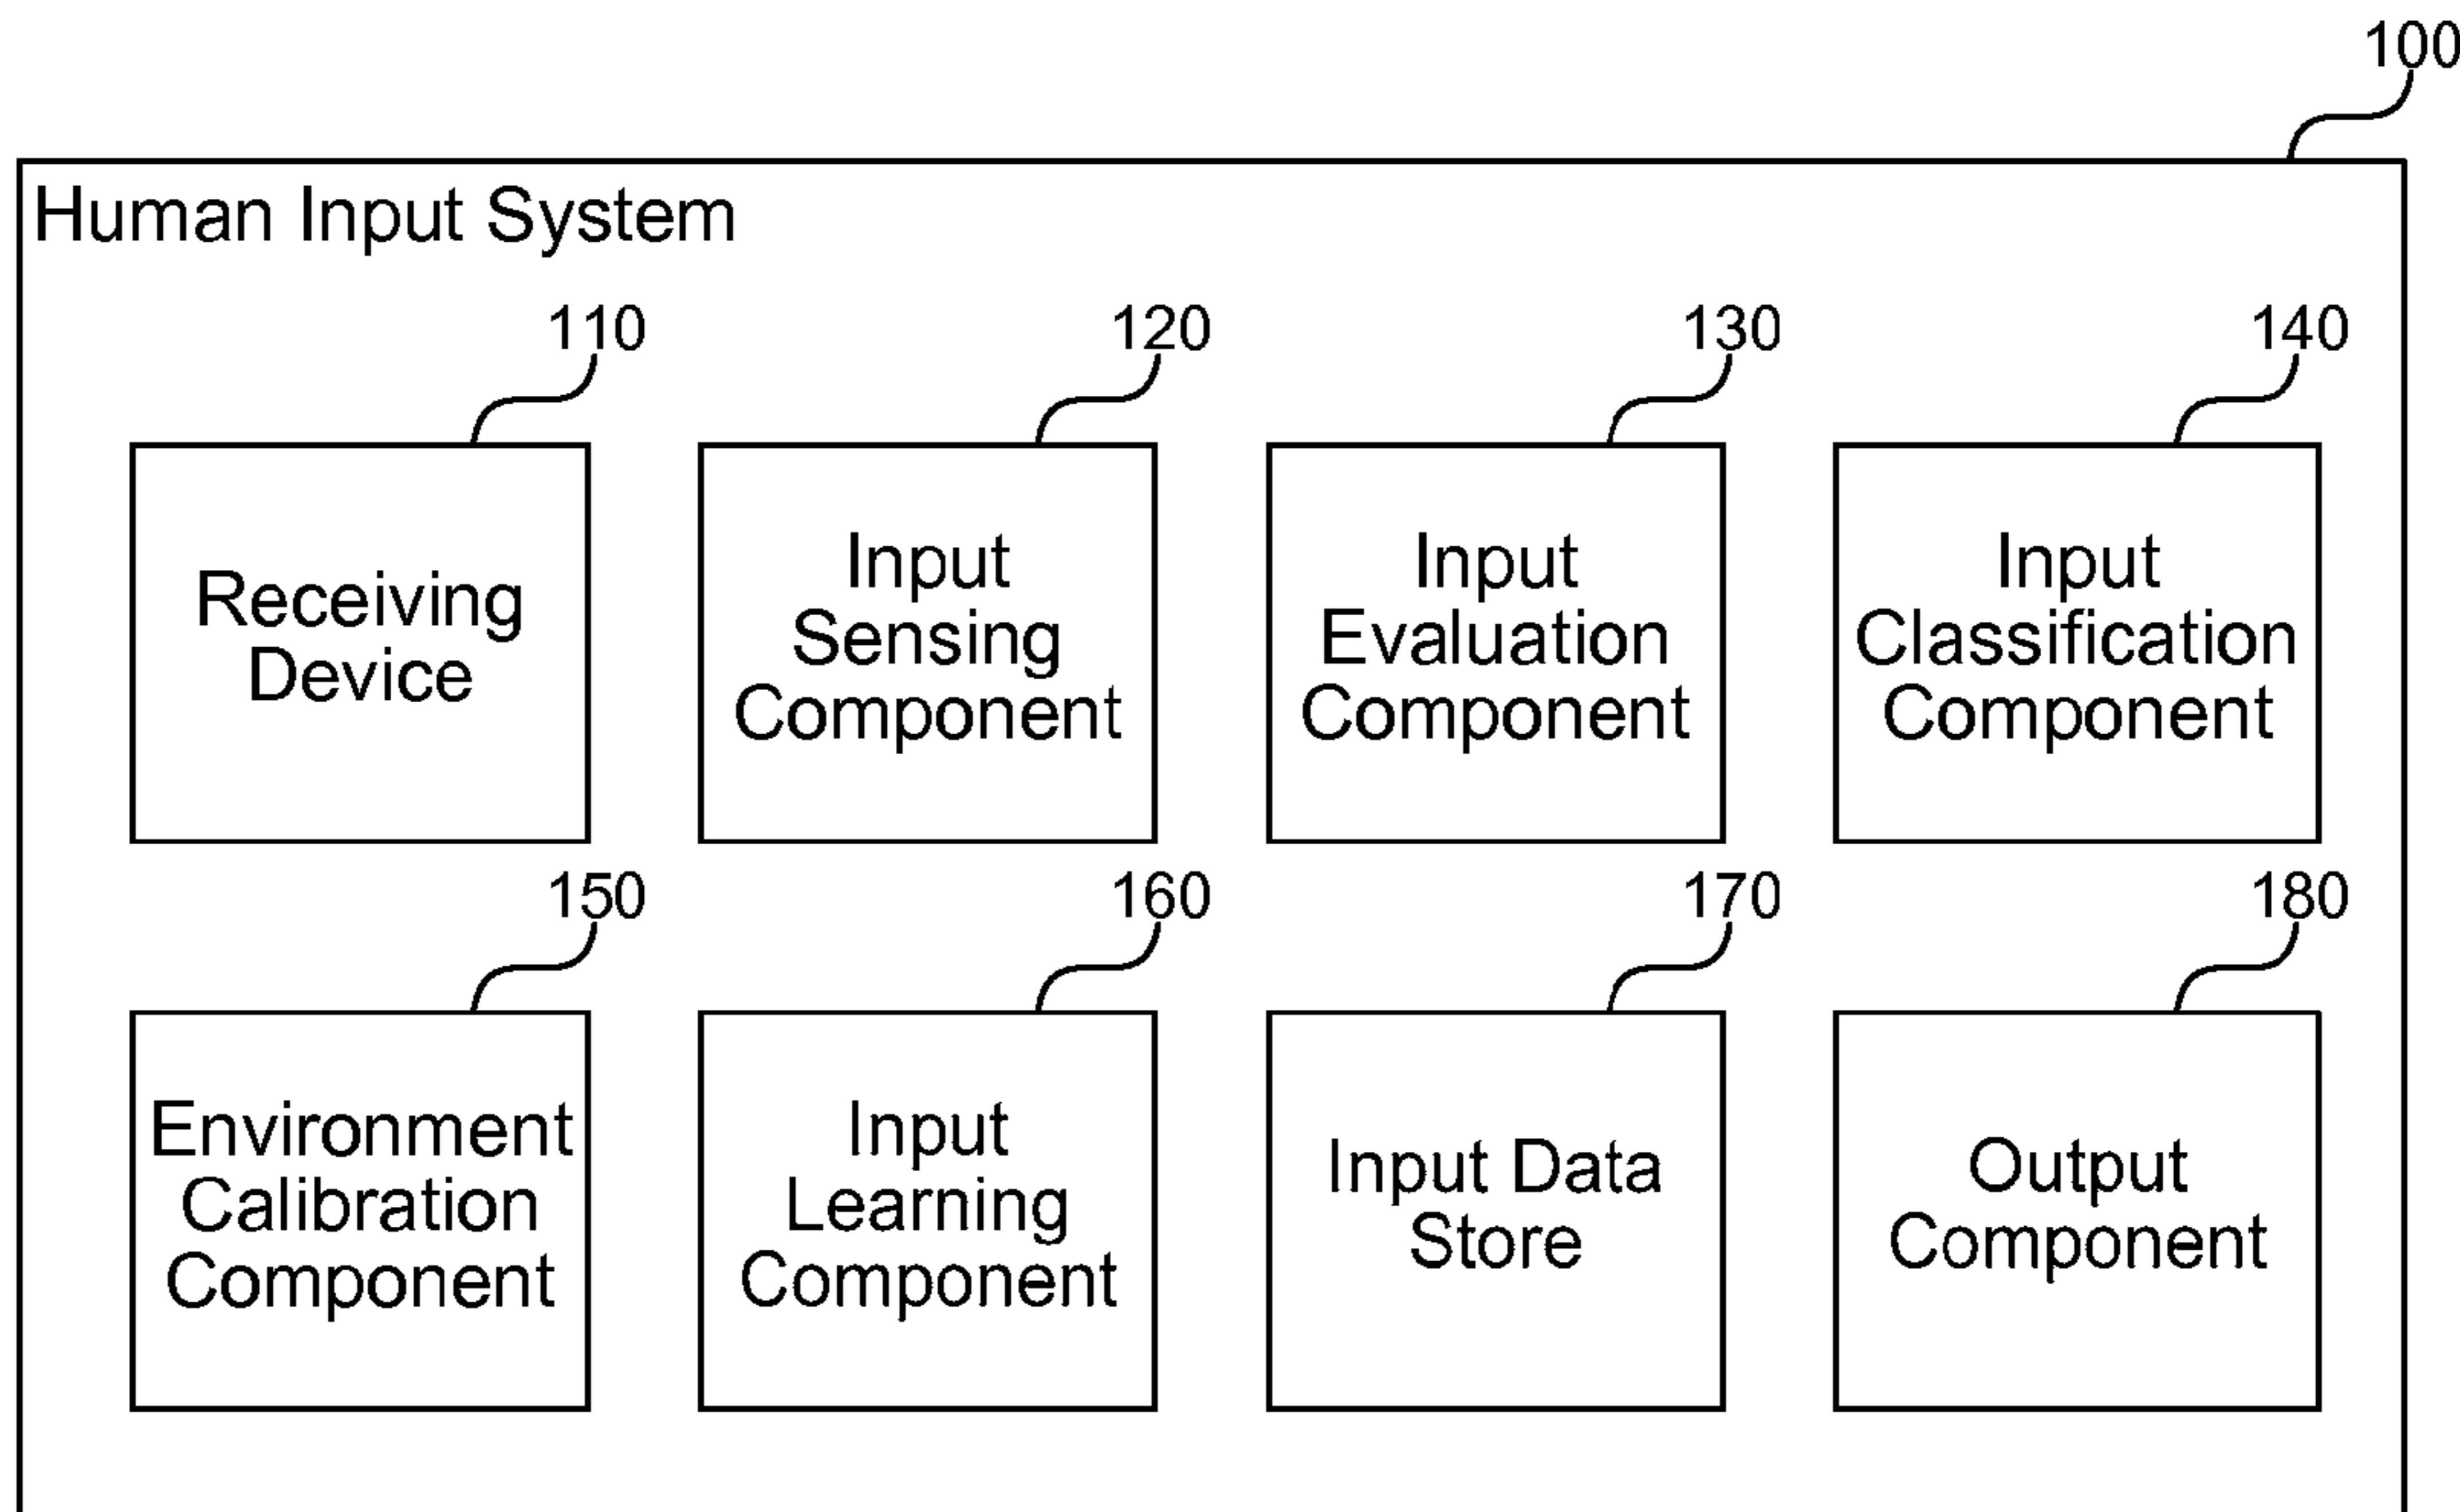 100
Human Input System
110
120
130
140
Receiving
Device
Input
Sensing
Component
Input
Evaluation
Component
Input
Classification
Component
150
160
170
180
Environment
Calibration
Component
Input
Learning
Component
Input Data
Store
Output
Component